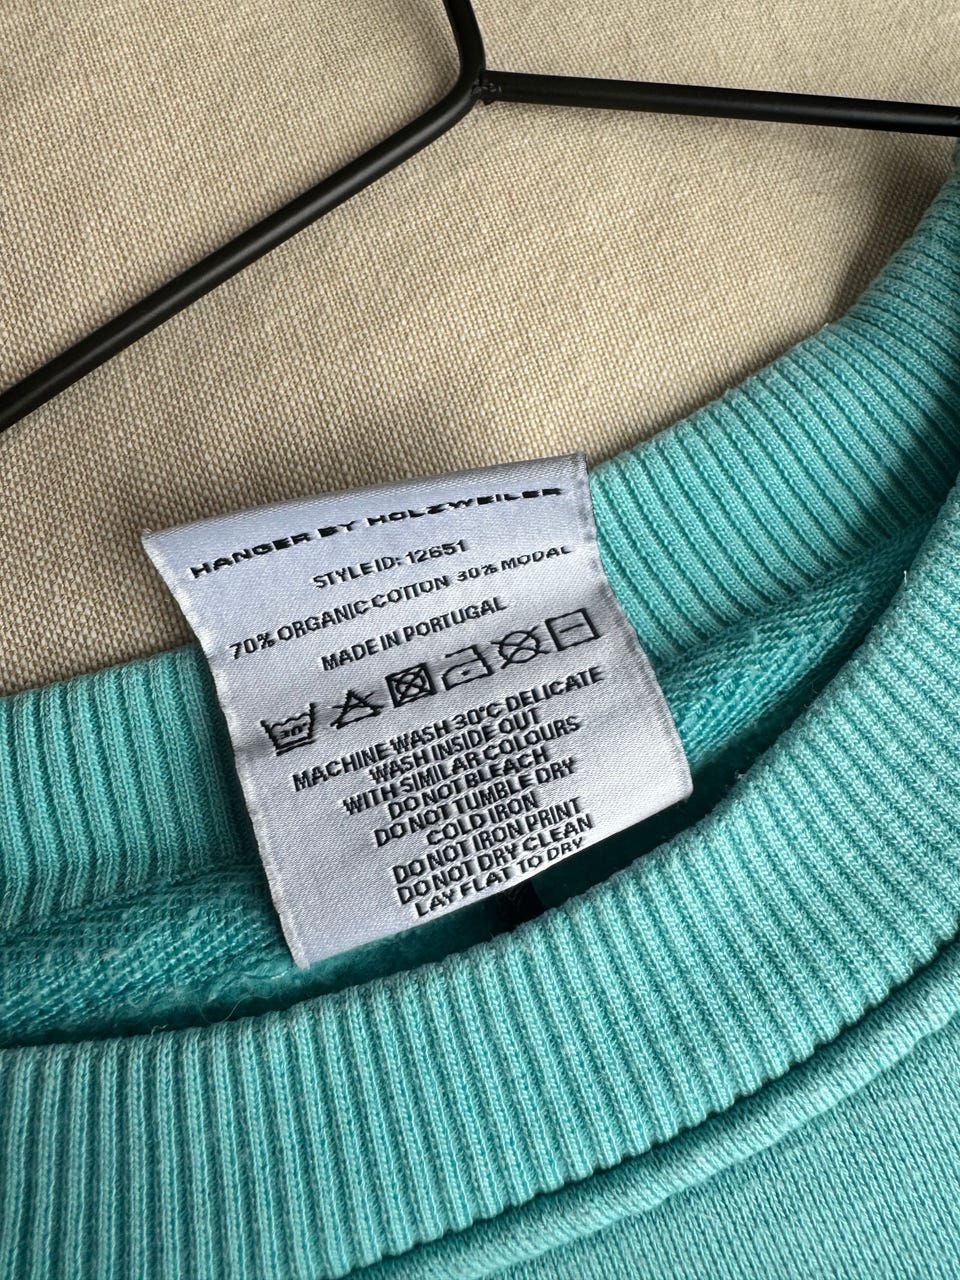 HANGER BY HOLZWEILER
STYLE ID: 12651
70% ORGANIC COTTON 30% MODAL
MADE IN PORTUGAL
30°
MACHINE WASH 30°C DELICATE
WASH INSIDE OUT
WITH SIMILAR COLOURS
DO NOT BLEACH
DO NOT TUMBLE DRY
COLD IRON
DO NOT IRON PRINT
DO NOT DRY CLEAN
LAY FLAT TO DRY